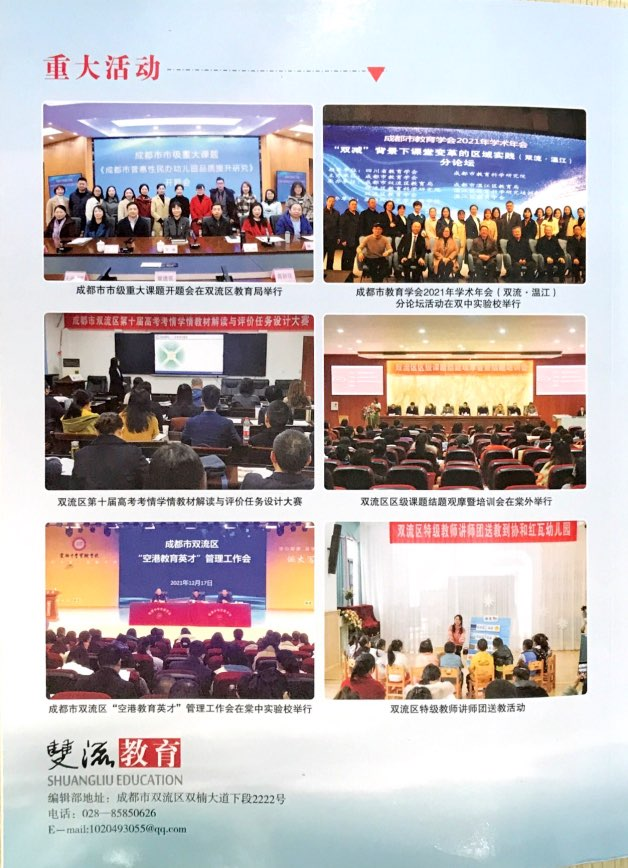 重大活动
成都市市级重大课题
《成都市普惠性民办幼儿园品质提升研究》
开题会
成都市市级重大课题开题会在双流区教育局举行
成都市教育学会2021年学术年会
“双减”背景下课堂变革的区域实践（双流·温江）
分论坛
四川省教育学会
成都市教育学会2021年学术年会（双流·温江）
分论坛活动在双中实验校举行
成都市双流区第十届高考考情学情教材解读与评价任务设计大赛
双流区第十届高考考情学情教材解读与评价任务设计大赛
双流区区级课题结题观摩暨培训会在棠外举行
成都市双流区
“空港教育英才”管理工作会
2021年12月17日
成都市双流区“空港教育英才”管理工作会在棠中实验校举行
双流区特级教师讲师团送教到协和红瓦幼儿园
双流区特级教师讲师团送教活动
雙流教育
SHUANGLIU EDUCATION
编辑部地址：成都市双流区双楠大道下段2222号
电话：028—85850626
E－mail:1020493055@qq.com